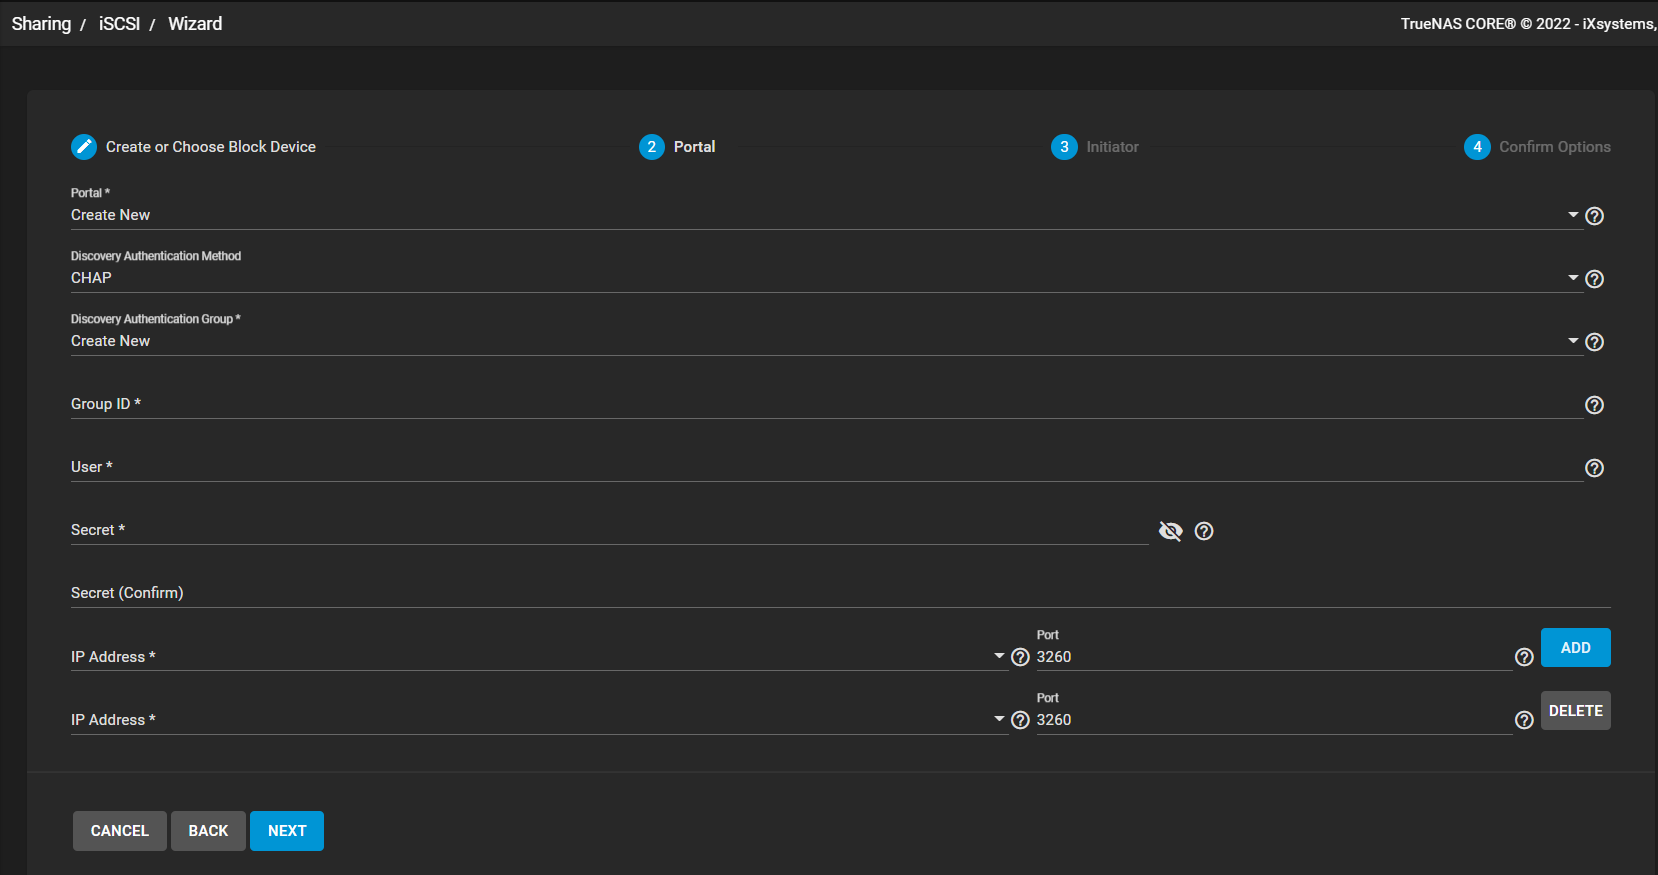 Sharing / iSCSI / Wizard
TrueNAS CORE® © 2022 - iXsystems,
Create or Choose Block Device
2 Portal
3 Initiator
4 Confirm Options
Portal *
Create New
Discovery Authentication Method
CHAP
Discovery Authentication Group *
Create New
Group ID *
User *
Secret *
Secret (Confirm)
IP Address *
Port
3260
ADD
IP Address *
Port
3260
DELETE
CANCEL BACK NEXT